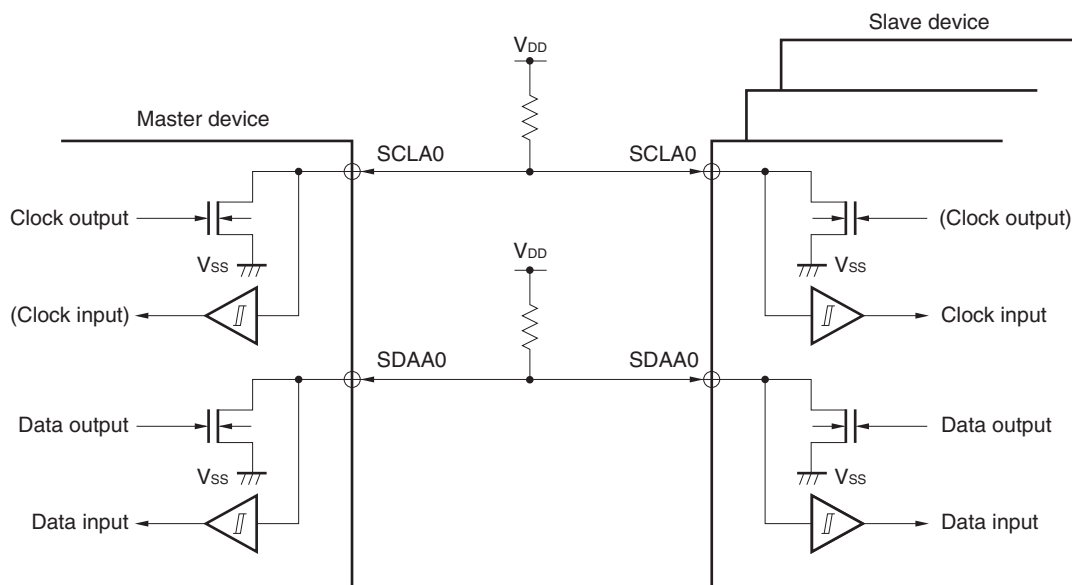 Slave device
VDD
Master device
SCLA0 SCLA0
Clock output (Clock output)
VSS VSS
VDD
(Clock input) Clock input
SDAA0 SDAA0
Data output Data output
VSS VSS
Data input Data input